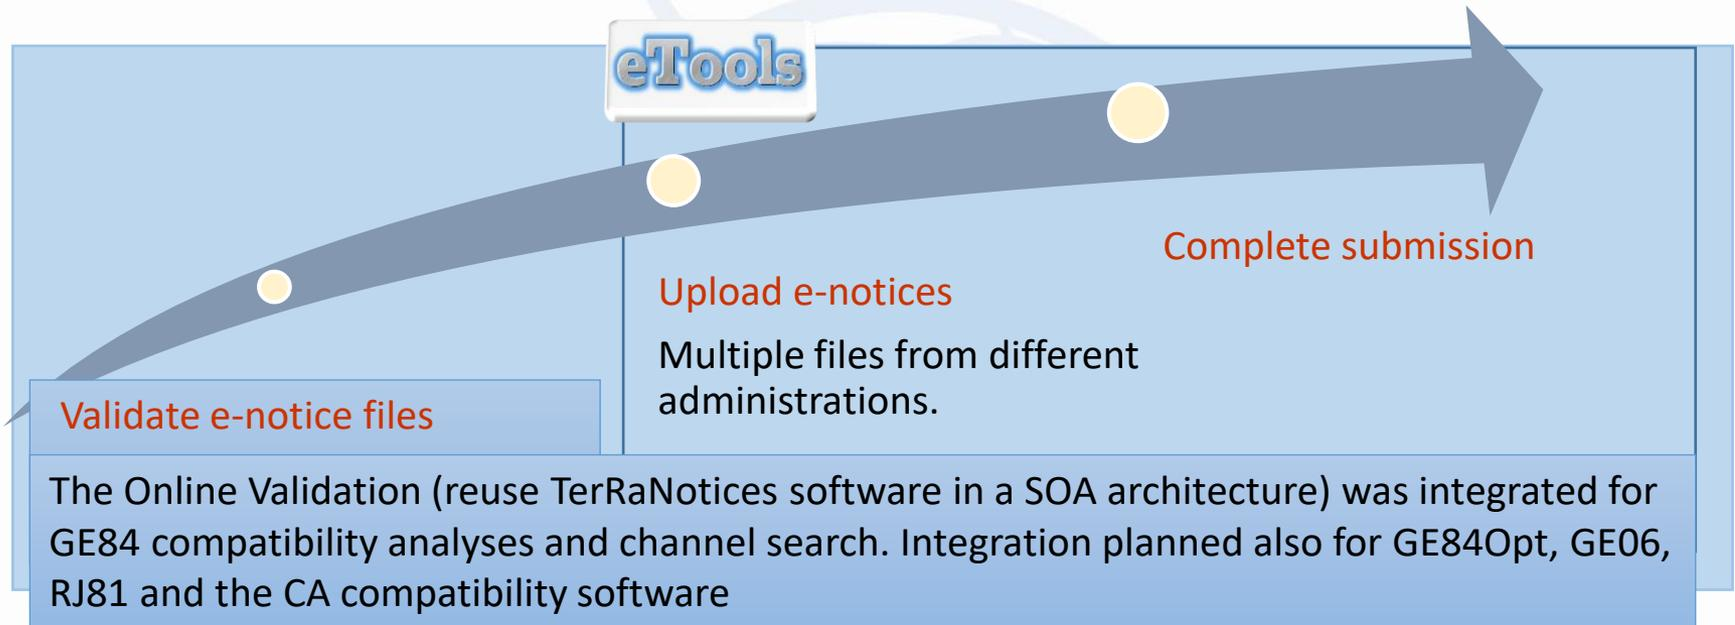 eTools
Complete submission
Upload e-notices
Multiple files from different
administrations.
Validate e-notice files
The Online Validation (reuse TerRaNotices software in a SOA architecture) was integrated for
GE84 compatibility analyses and channel search. Integration planned also for GE84Opt, GE06,
RJ81 and the CA compatibility software